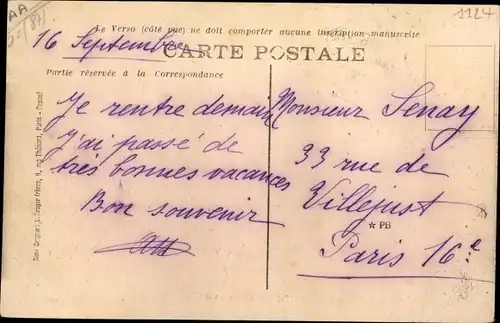 AA
1124
Le Verso (côté vue) ne doit comporter aucune inscription manuscrite
16 Septembre
CARTE POSTALE
Partie réservée à la Correspondance
Je rentre demain
J'ai passé de
très bonnes vacances
Bon souvenir
Monsieur Senay
33 rue de
Villejust
PB
Paris 16e